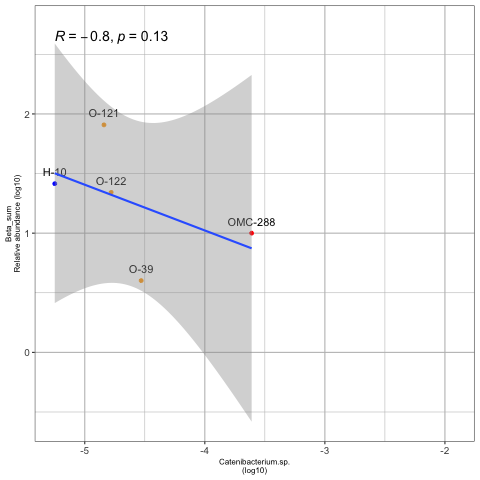 R = −0.8, p = 0.13
O-121
H-10
O-122
OMC-288
O-39
2
1
0
Beta_sum
Relative abundance (log10)
-5
-4
-3
-2
Catenibacterium.sp.
(log10)